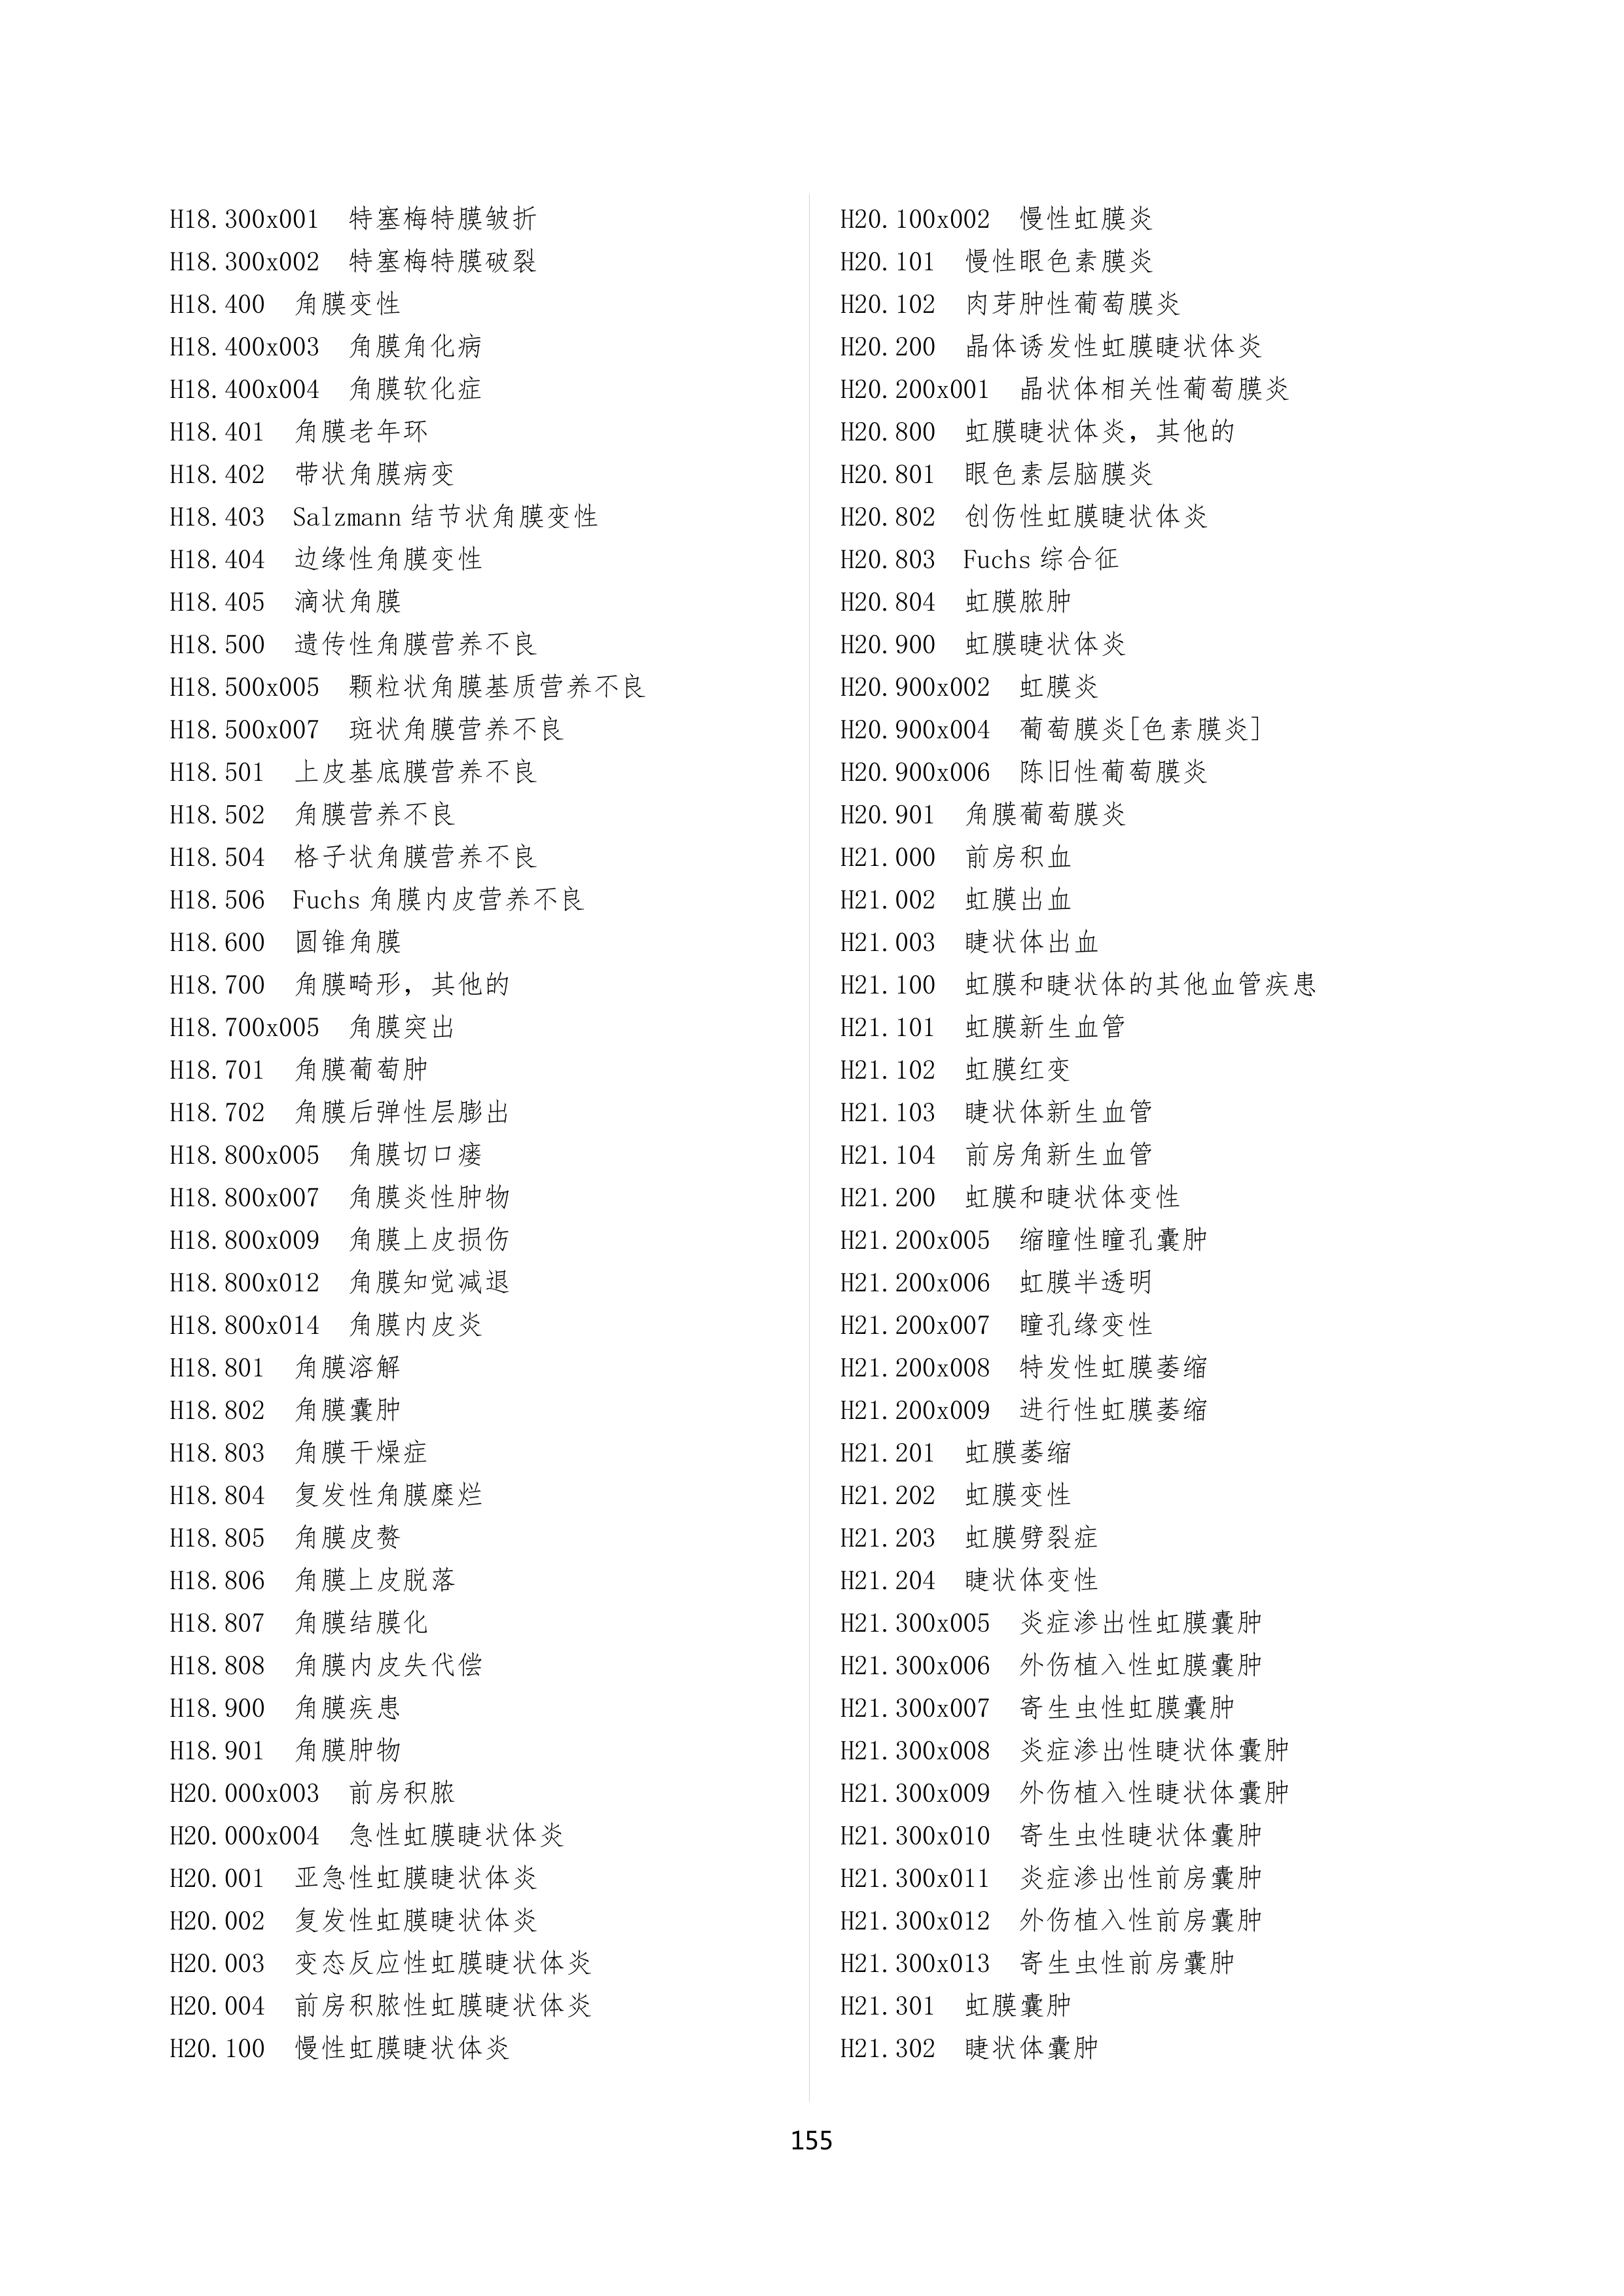 H18.300x001 特塞梅特膜皱折
H18.300x002 特塞梅特膜破裂
H18.400 角膜变性
H18.400x003 角膜角化病
H18.400x004 角膜软化症
H18.401 角膜老年环
H18.402 带状角膜病变
H18.403 Salzmann 结节状角膜变性
H18.404 边缘性角膜变性
H18.405 滴状角膜
H18.500 遗传性角膜营养不良
H18.500x005 颗粒状角膜基质营养不良
H18.500x007 斑状角膜营养不良
H18.501 上皮基底膜营养不良
H18.502 角膜营养不良
H18.504 格子状角膜营养不良
H18.506 Fuchs 角膜内皮营养不良
H18.600 圆锥角膜
H18.700 角膜畸形，其他的
H18.700x005 角膜突出
H18.701 角膜葡萄肿
H18.702 角膜后弹性层膨出
H18.800x005 角膜切口瘘
H18.800x007 角膜炎性肿物
H18.800x009 角膜上皮损伤
H18.800x012 角膜知觉减退
H18.800x014 角膜内皮炎
H18.801 角膜溶解
H18.802 角膜囊肿
H18.803 角膜干燥症
H18.804 复发性角膜糜烂
H18.805 角膜皮赘
H18.806 角膜上皮脱落
H18.807 角膜结膜化
H18.808 角膜内皮失代偿
H18.900 角膜疾患
H18.901 角膜肿物
H20.000x003 前房积脓
H20.000x004 急性虹膜睫状体炎
H20.001 亚急性虹膜睫状体炎
H20.002 复发性虹膜睫状体炎
H20.003 变态反应性虹膜睫状体炎
H20.004 前房积脓性虹膜睫状体炎
H20.100 慢性虹膜睫状体炎
H20.100x002 慢性虹膜炎
H20.101 慢性眼色素膜炎
H20.102 肉芽肿性葡萄膜炎
H20.200 晶体诱发性虹膜睫状体炎
H20.200x001 晶状体相关性葡萄膜炎
H20.800 虹膜睫状体炎，其他的
H20.801 眼色素层脑膜炎
H20.802 创伤性虹膜睫状体炎
H20.803 Fuchs 综合征
H20.804 虹膜脓肿
H20.900 虹膜睫状体炎
H20.900x002 虹膜炎
H20.900x004 葡萄膜炎[色素膜炎]
H20.900x006 陈旧性葡萄膜炎
H20.901 角膜葡萄膜炎
H21.000 前房积血
H21.002 虹膜出血
H21.003 睫状体出血
H21.100 虹膜和睫状体的其他血管疾患
H21.101 虹膜新生血管
H21.102 虹膜红变
H21.103 睫状体新生血管
H21.104 前房角新生血管
H21.200 虹膜和睫状体变性
H21.200x005 缩瞳性瞳孔囊肿
H21.200x006 虹膜半透明
H21.200x007 瞳孔缘变性
H21.200x008 特发性虹膜萎缩
H21.200x009 进行性虹膜萎缩
H21.201 虹膜萎缩
H21.202 虹膜变性
H21.203 虹膜劈裂症
H21.204 睫状体变性
H21.300x005 炎症渗出性虹膜囊肿
H21.300x006 外伤植入性虹膜囊肿
H21.300x007 寄生虫性虹膜囊肿
H21.300x008 炎症渗出性睫状体囊肿
H21.300x009 外伤植入性睫状体囊肿
H21.300x010 寄生虫性睫状体囊肿
H21.300x011 炎症渗出性前房囊肿
H21.300x012 外伤植入性前房囊肿
H21.300x013 寄生虫性前房囊肿
H21.301 虹膜囊肿
H21.302 睫状体囊肿
155